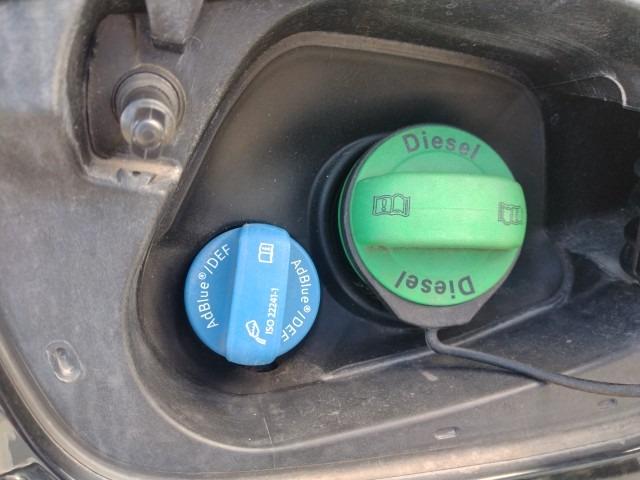 Diesel
Diesel
AdBlue®/DEF
AdBlue®/DEF
ISO 22241-1